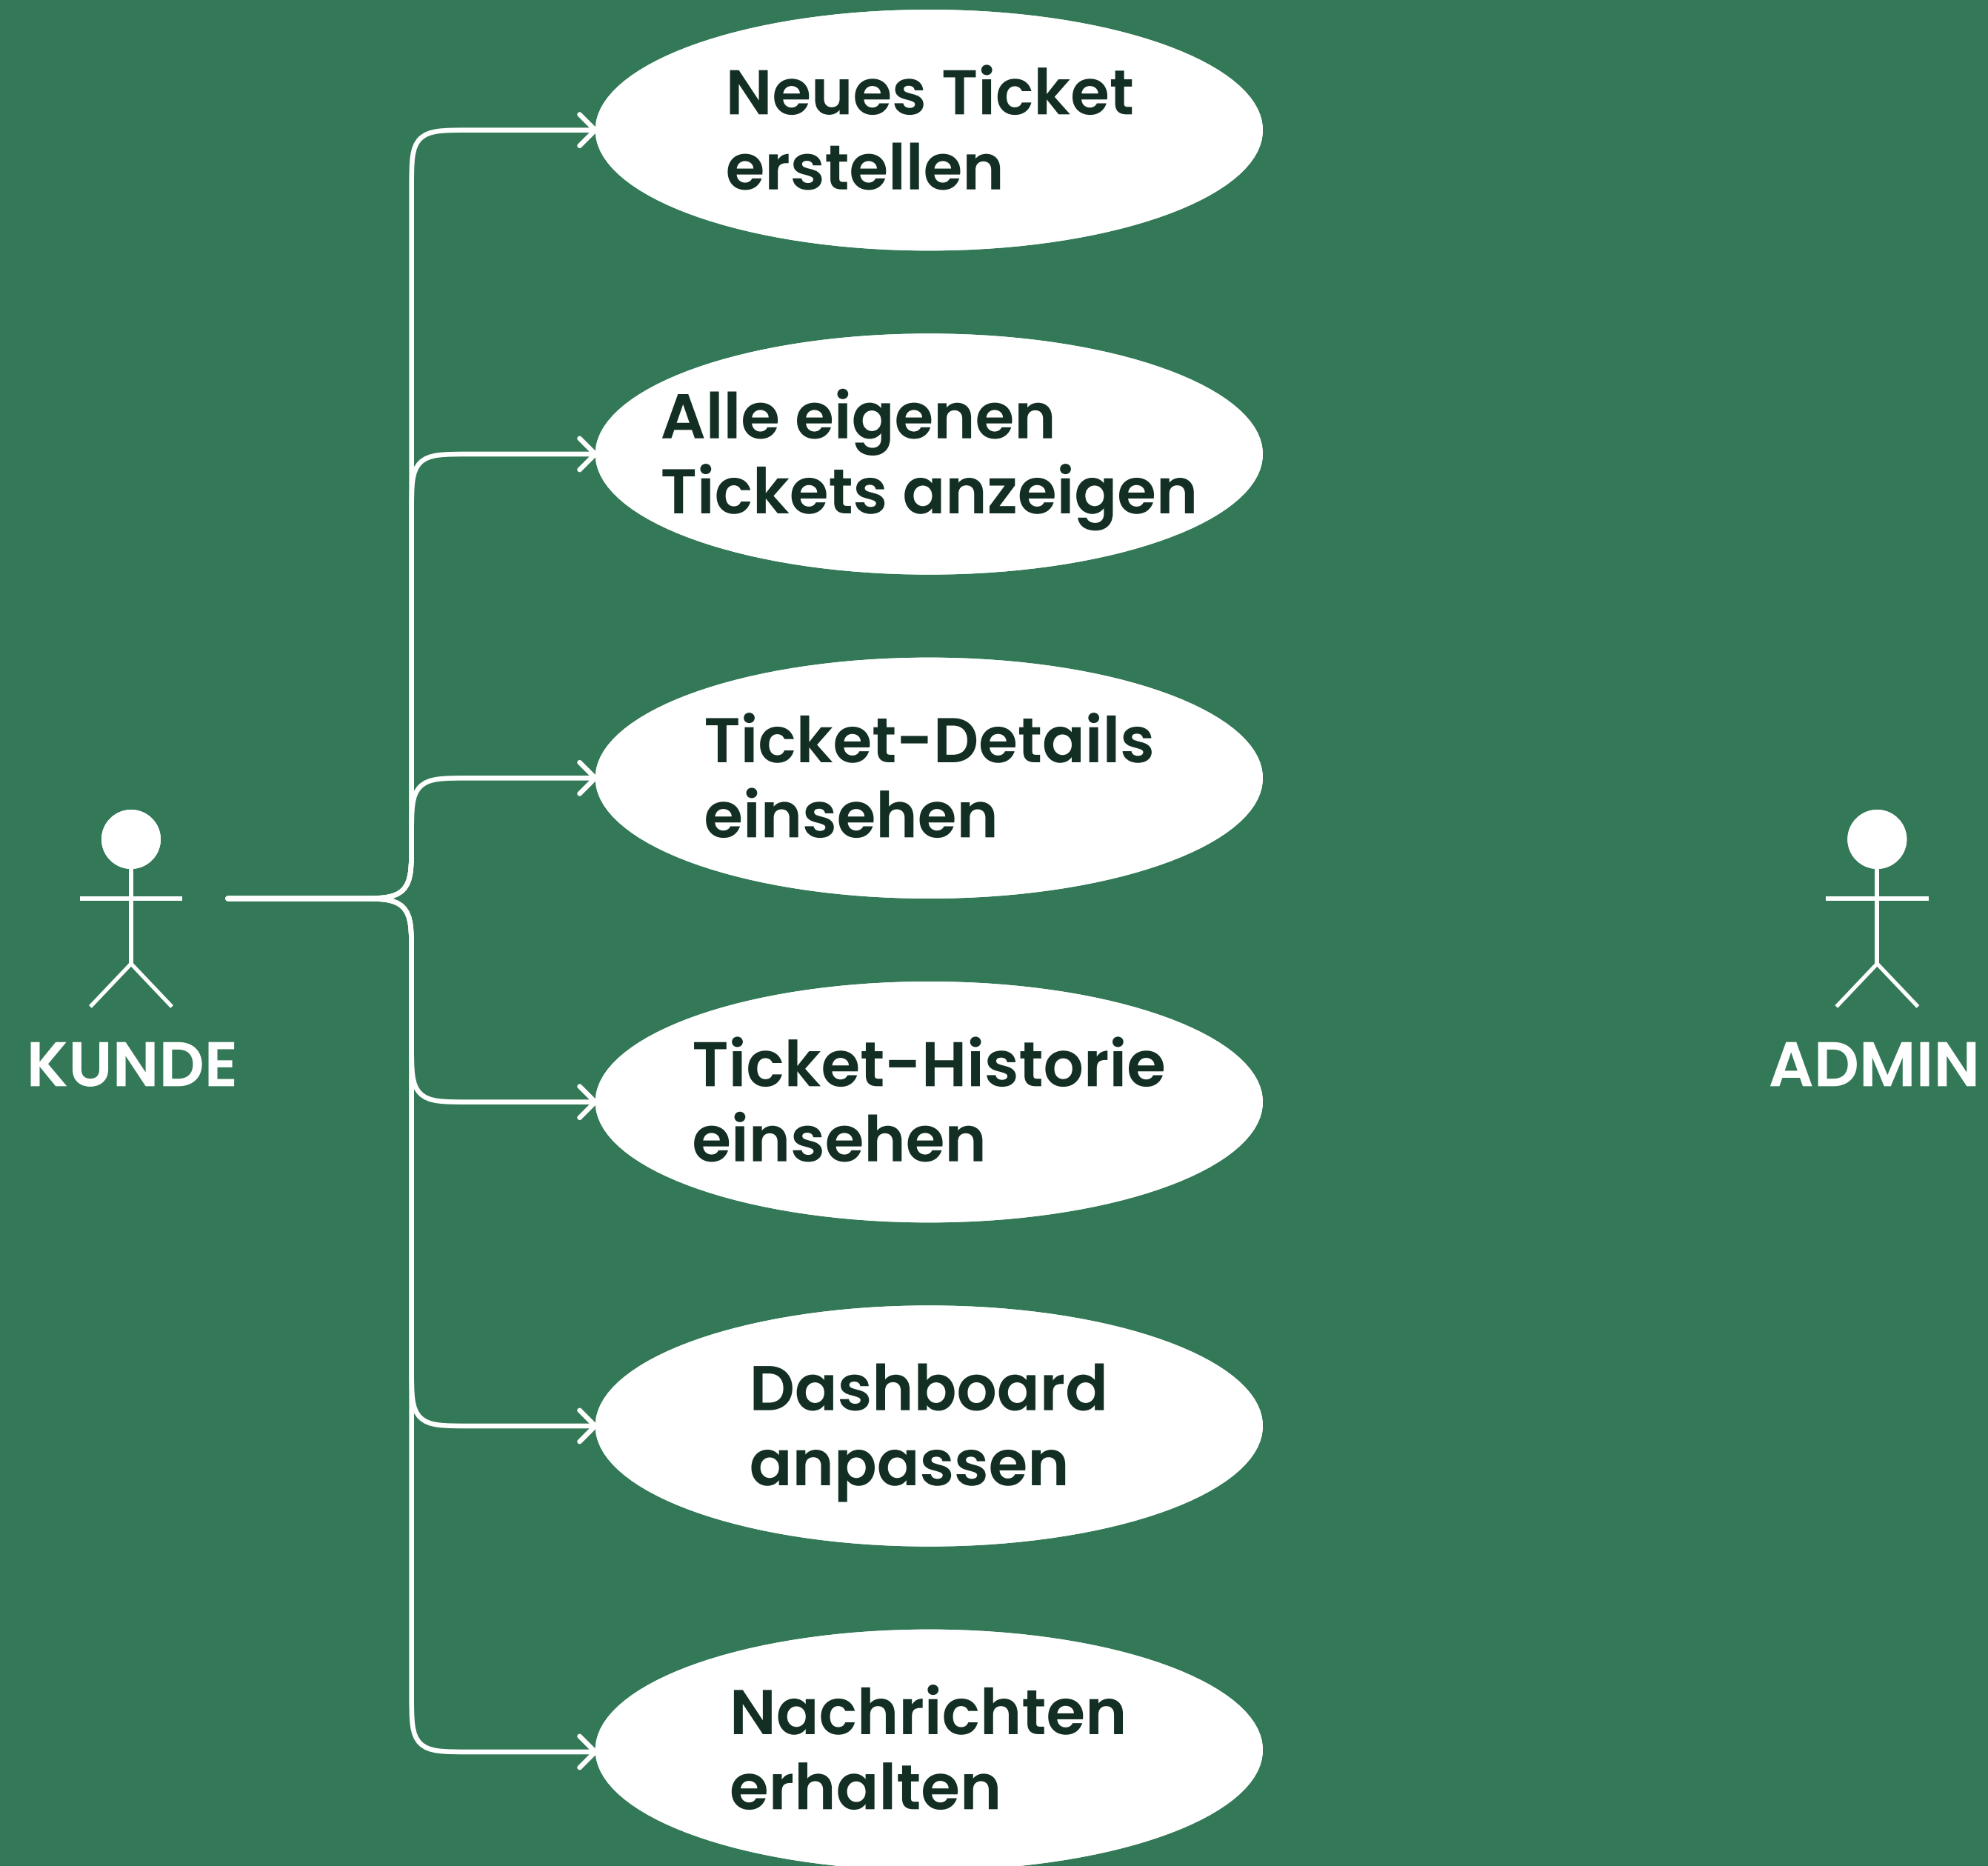 Neues Ticket
erstellen
Alle eigenen
Tickets anzeigen
Ticket-Details
einsehen
KUNDE
ADMIN
Ticket-Historie
einsehen
Dashboard
anpassen
Nachrichten
erhalten